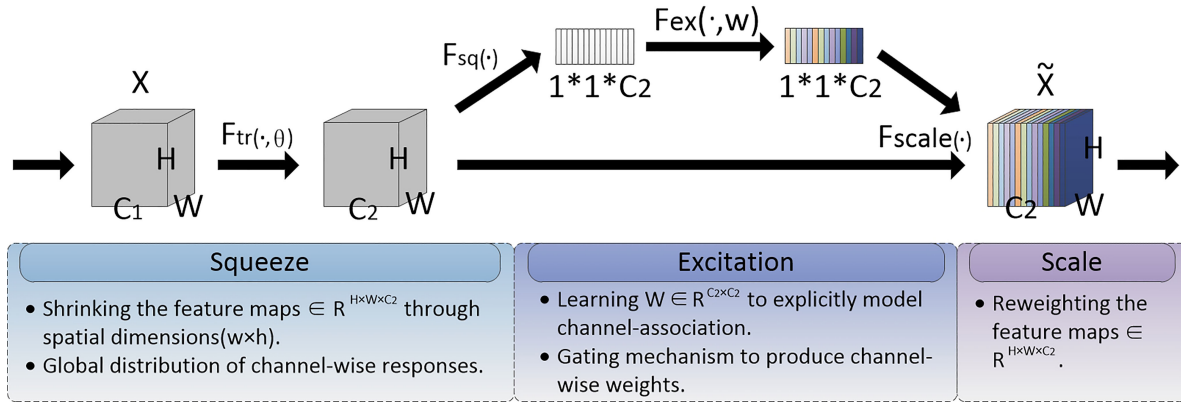 X
H
C1
W
Ftr(·,θ)
H
C2
W
Fsq(·)
1*1*C2
Fex(·,w)
1*1*C2
Fscale(·)
X̃
H
C2
W
Squeeze
• Shrinking the feature maps ∈ R^H×W×C2 through
spatial dimensions(w×h).
• Global distribution of channel-wise responses.
Excitation
• Learning W ∈ R^C2×C2 to explicitly model
channel-association.
• Gating mechanism to produce channel-
wise weights.
Scale
• Reweighting the
feature maps ∈
R^H×W×C2.